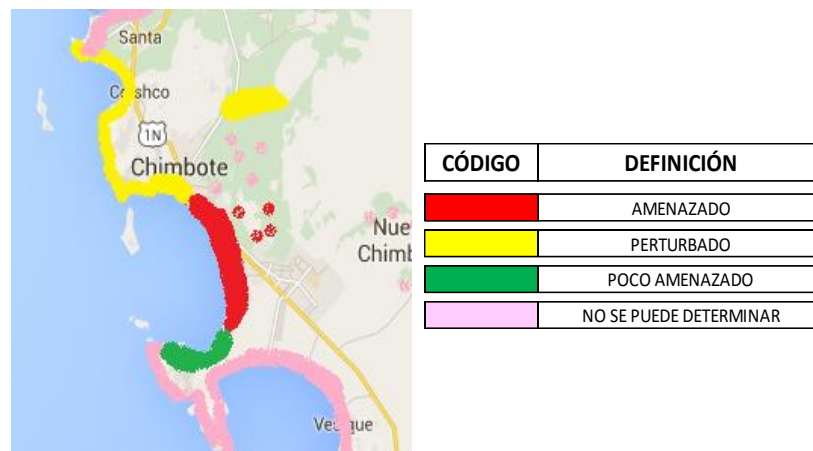 Santa
1N
Chimbote
Nue
Chimb
CÓDIGO DEFINICIÓN
AMENAZADO
PERTURBADO
POCO AMENAZADO
NO SE PUEDE DETERMINAR